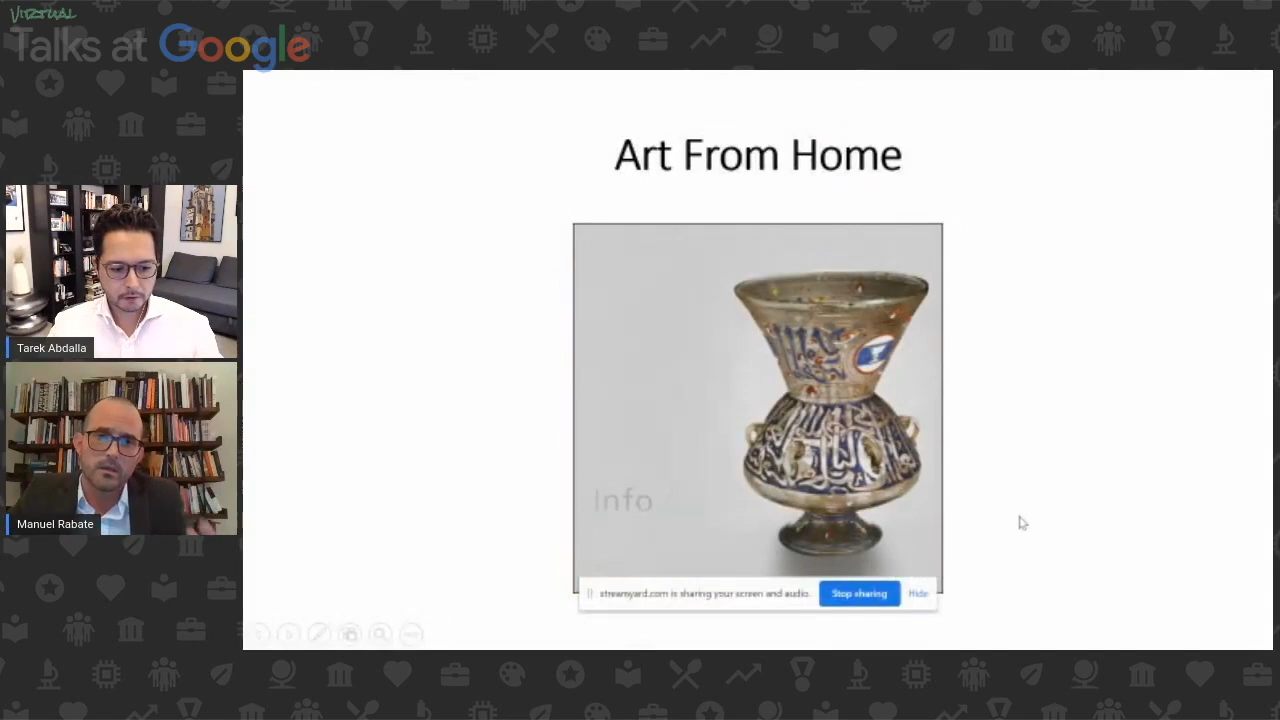 VIRTUAL
Talks at Google
Art From Home
Tarek Abdalla
Manuel Rabate
Info
streamyard.com is sharing your screen and audio.
Stop sharing
Hide